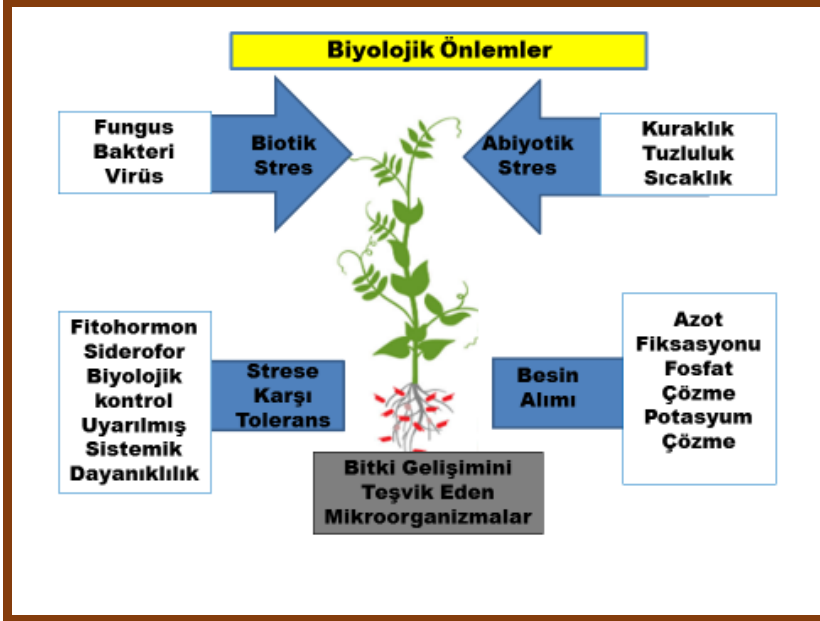 Biyolojik Önlemler
Fungus
Bakteri
Virüs
Biotik
Stres
Abiyotik
Stres
Kuraklık
Tuzluluk
Sıcaklık
Fitohormon
Siderofor
Biyolojik
kontrol
Uyarılmış
Sistemik
Dayanıklılık
Strese
Karşı
Tolerans
Besin
Alımı
Azot
Fiksasyonu
Fosfat
Çözme
Potasyum
Çözme
Bitki Gelişimini
Teşvik Eden
Mikroorganizmalar